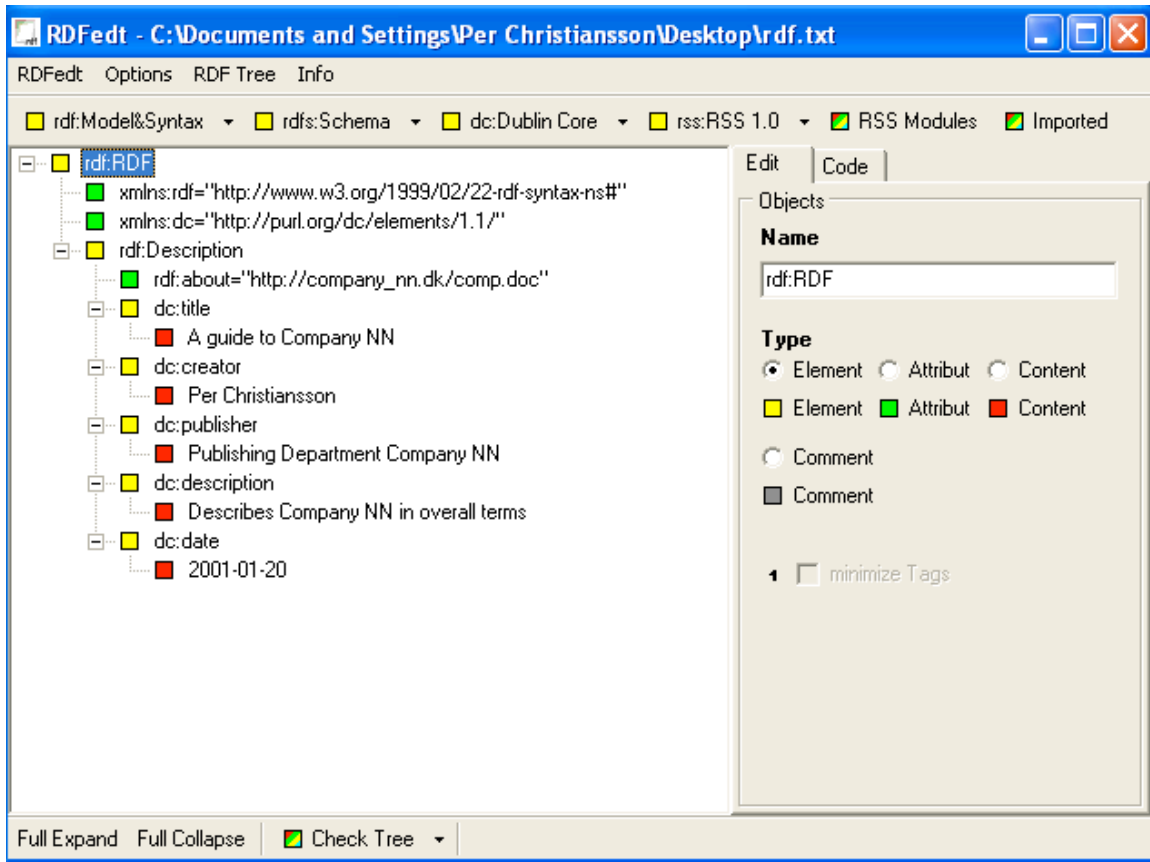 RDFedt - C:\Documents and Settings\Per Christiansson\Desktop\rdf.txt
RDFedt Options RDF Tree Info
rdf:Model&Syntax rdfs:Schema dc:Dublin Core rss:RSS 1.0 RSS Modules Imported
rdf:RDF
xmlns:rdf="http://www.w3.org/1999/02/22-rdf-syntax-ns#"
xmlns:dc="http://purl.org/dc/elements/1.1/"
rdf:Description
rdf:about="http://company_nn.dk/comp.doc"
dc:title
A guide to Company NN
dc:creator
Per Christiansson
dc:publisher
Publishing Department Company NN
dc:description
Describes Company NN in overall terms
dc:date
2001-01-20
Edit Code
Objects
Name
rdf:RDF
Type
Element Attribut Content
Element Attribut Content
Comment
Comment
1 minimize Tags
Full Expand Full Collapse Check Tree